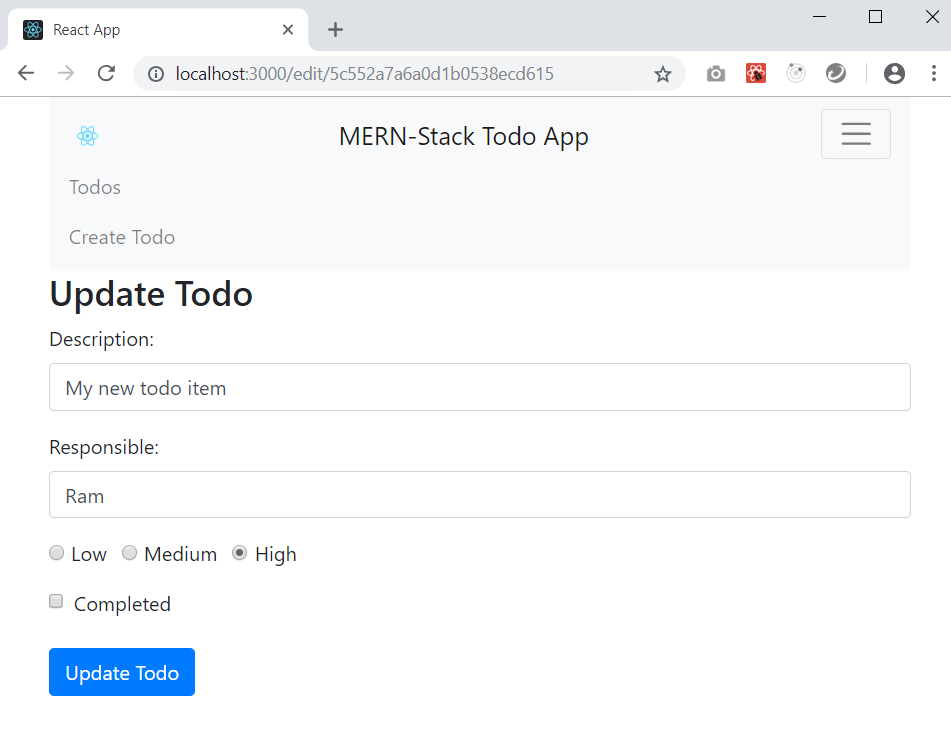 React App
localhost:3000/edit/5c552a7a6a0d1b0538ecd615
MERN-Stack Todo App
Todos
Create Todo
Update Todo
Description:
My new todo item
Responsible:
Ram
Low Medium High
Completed
Update Todo